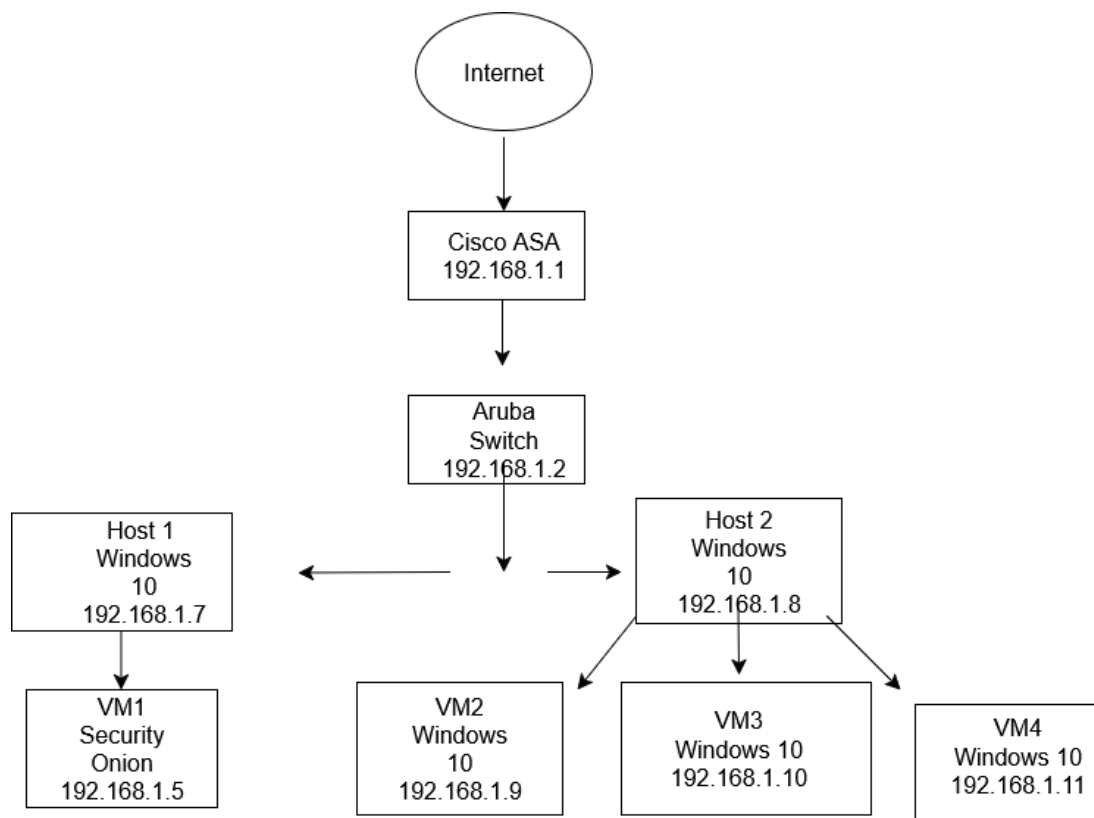 Internet
Cisco ASA
192.168.1.1
Aruba
Switch
192.168.1.2
Host 1
Windows
10
192.168.1.7
Host 2
Windows
10
192.168.1.8
VM1
Security
Onion
192.168.1.5
VM2
Windows
10
192.168.1.9
VM3
Windows 10
192.168.1.10
VM4
Windows 10
192.168.1.11